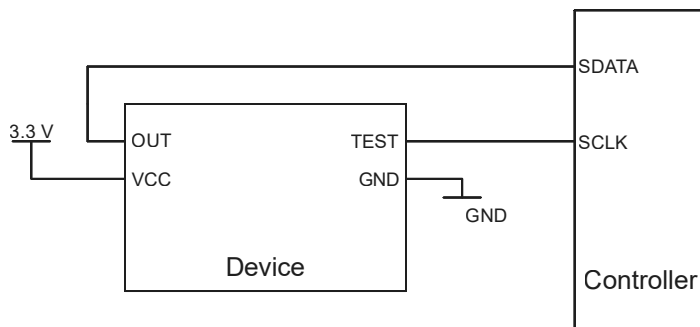 SDATA
3.3 V
OUT
TEST
SCLK
VCC
GND
GND
Device
Controller